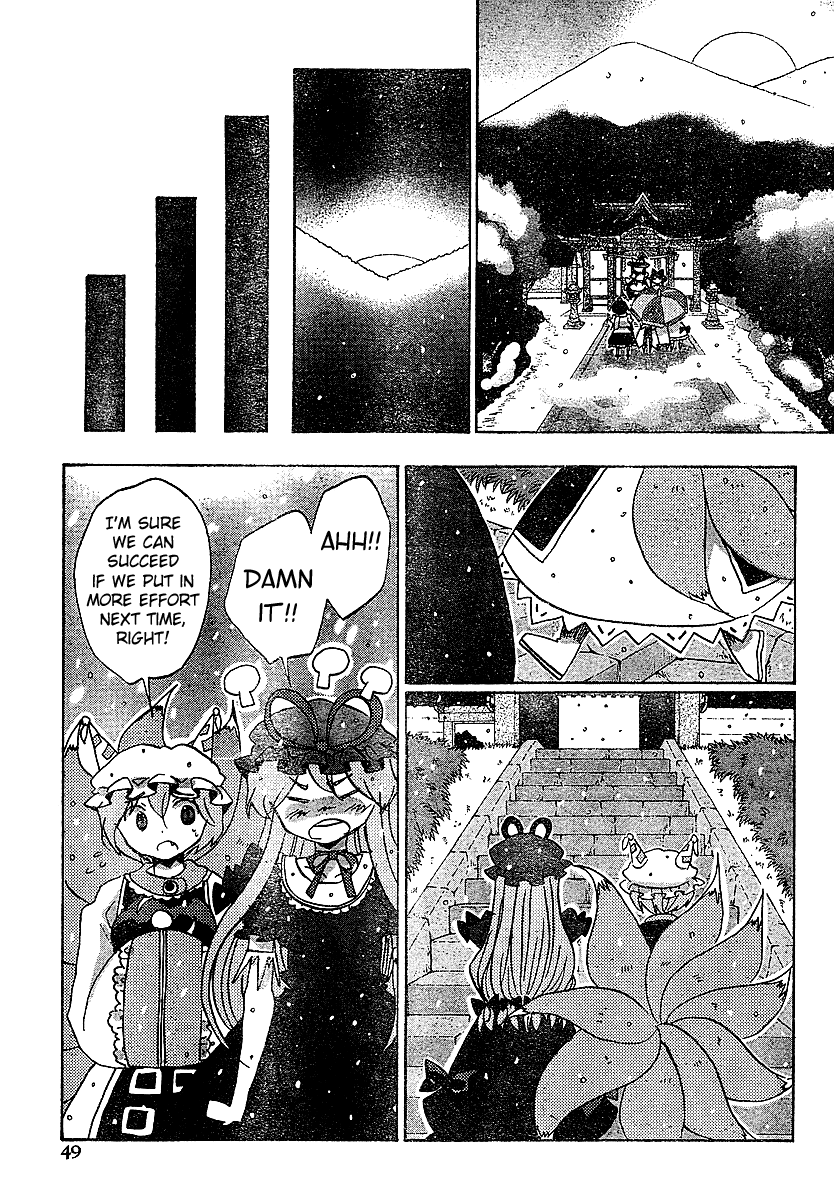 AHH!!
DAMN
IT!!
I'M SURE
WE CAN
SUCCEED
IF WE PUT IN
MORE EFFORT
NEXT TIME,
RIGHT!
49